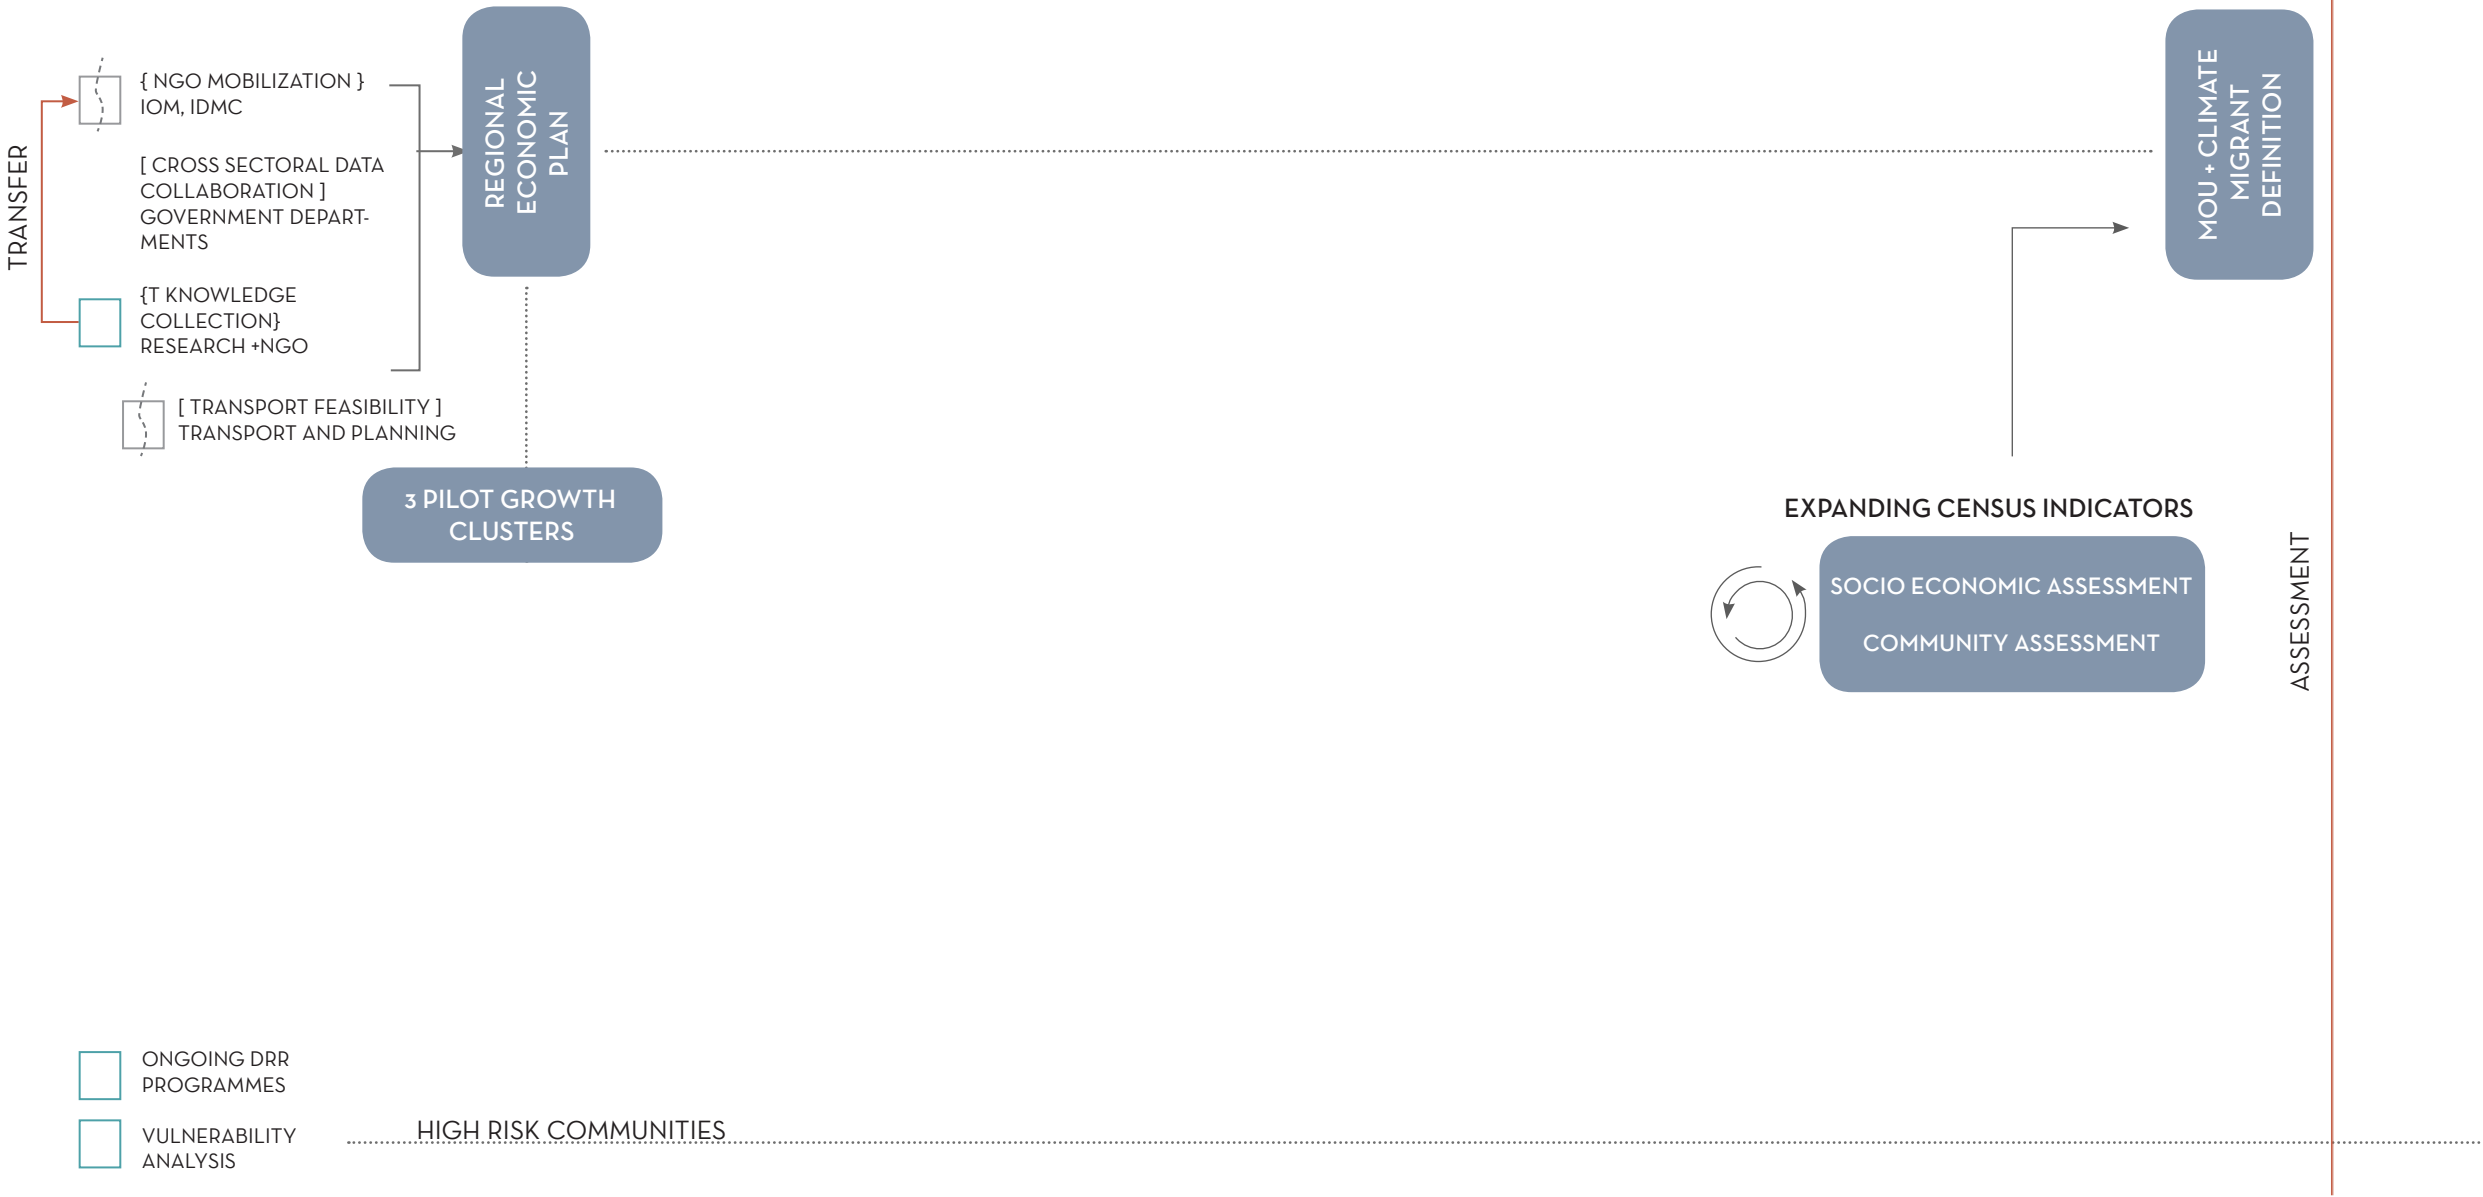 TRANSFER
{ NGO MOBILIZATION }
IOM, IDMC
[ CROSS SECTORAL DATA
COLLABORATION ]
GOVERNMENT DEPART-
MENTS
{T KNOWLEDGE
COLLECTION}
RESEARCH +NGO
[ TRANSPORT FEASIBILITY ]
TRANSPORT AND PLANNING
REGIONAL
ECONOMIC
PLAN
3 PILOT GROWTH
CLUSTERS
MOU + CLIMATE
MIGRANT
DEFINITION
EXPANDING CENSUS INDICATORS
SOCIO ECONOMIC ASSESSMENT
COMMUNITY ASSESSMENT
ASSESSMENT
ONGOING DRR
PROGRAMMES
VULNERABILITY
ANALYSIS
HIGH RISK COMMUNITIES